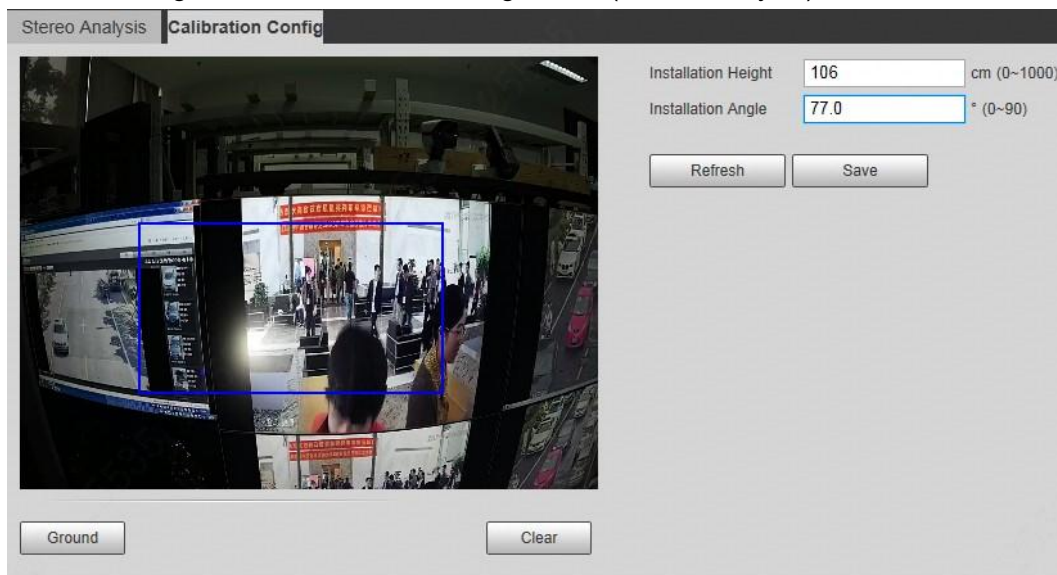 Stereo Analysis Calibration Config
Installation Height 106 cm (0~1000)
Installation Angle 77.0 ° (0~90)
Refresh Save
Ground Clear